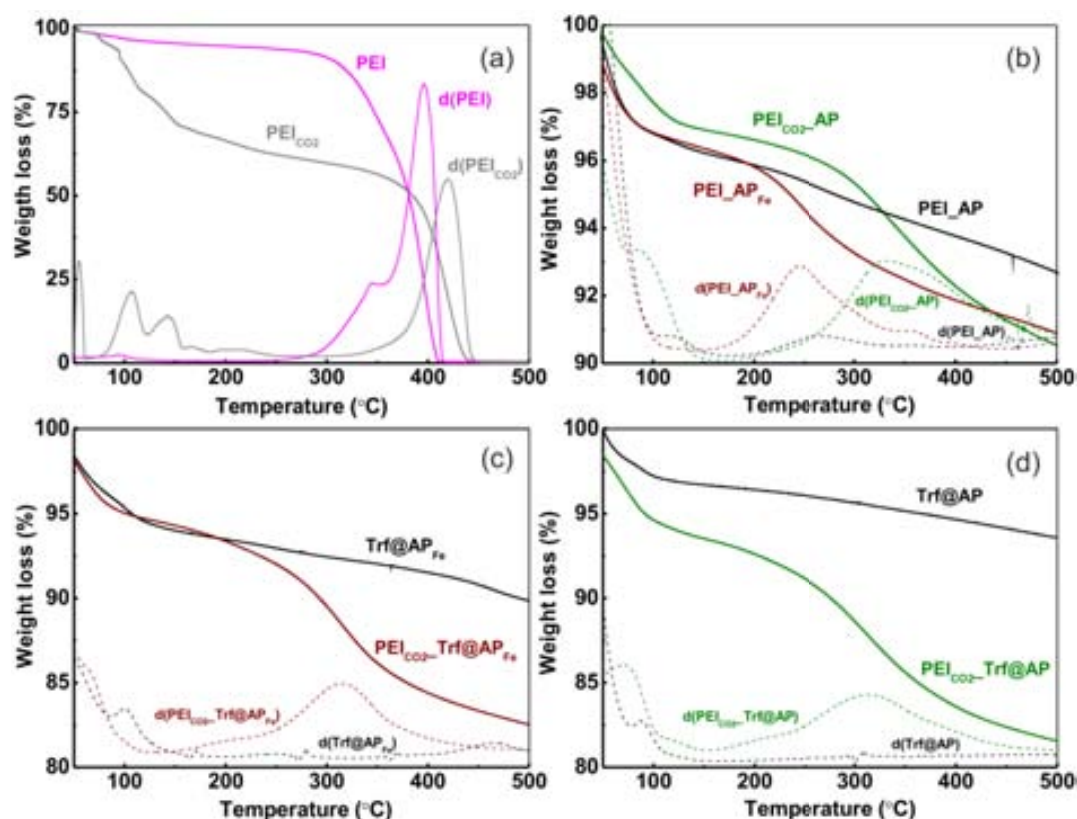 (a)
100
75
50
25
0
Weigth loss (%)
PEI
d(PEI)
PEI_CO2
d(PEI_CO2)
100 200 300 400 500
Temperature (°C)
(b)
100
98
96
94
92
90
Weight loss (%)
PEI_CO2_AP
PEI_AP_Fe
PEI_AP
d(PEI_AP_Fe)
d(PEI_CO2_AP)
d(PEI_AP)
100 200 300 400 500
Temperature (°C)
(c)
100
95
90
85
80
Weight loss (%)
Trf@AP_Fe
PEI_CO2_Trf@AP_Fe
d(PEI_CO2_Trf@AP_Fe)
d(Trf@AP_Fe)
100 200 300 400 500
Temperature (°C)
(d)
100
95
90
85
80
Weight loss (%)
Trf@AP
PEI_CO2_Trf@AP
d(PEI_CO2_Trf@AP)
d(Trf@AP)
100 200 300 400 500
Temperature (°C)